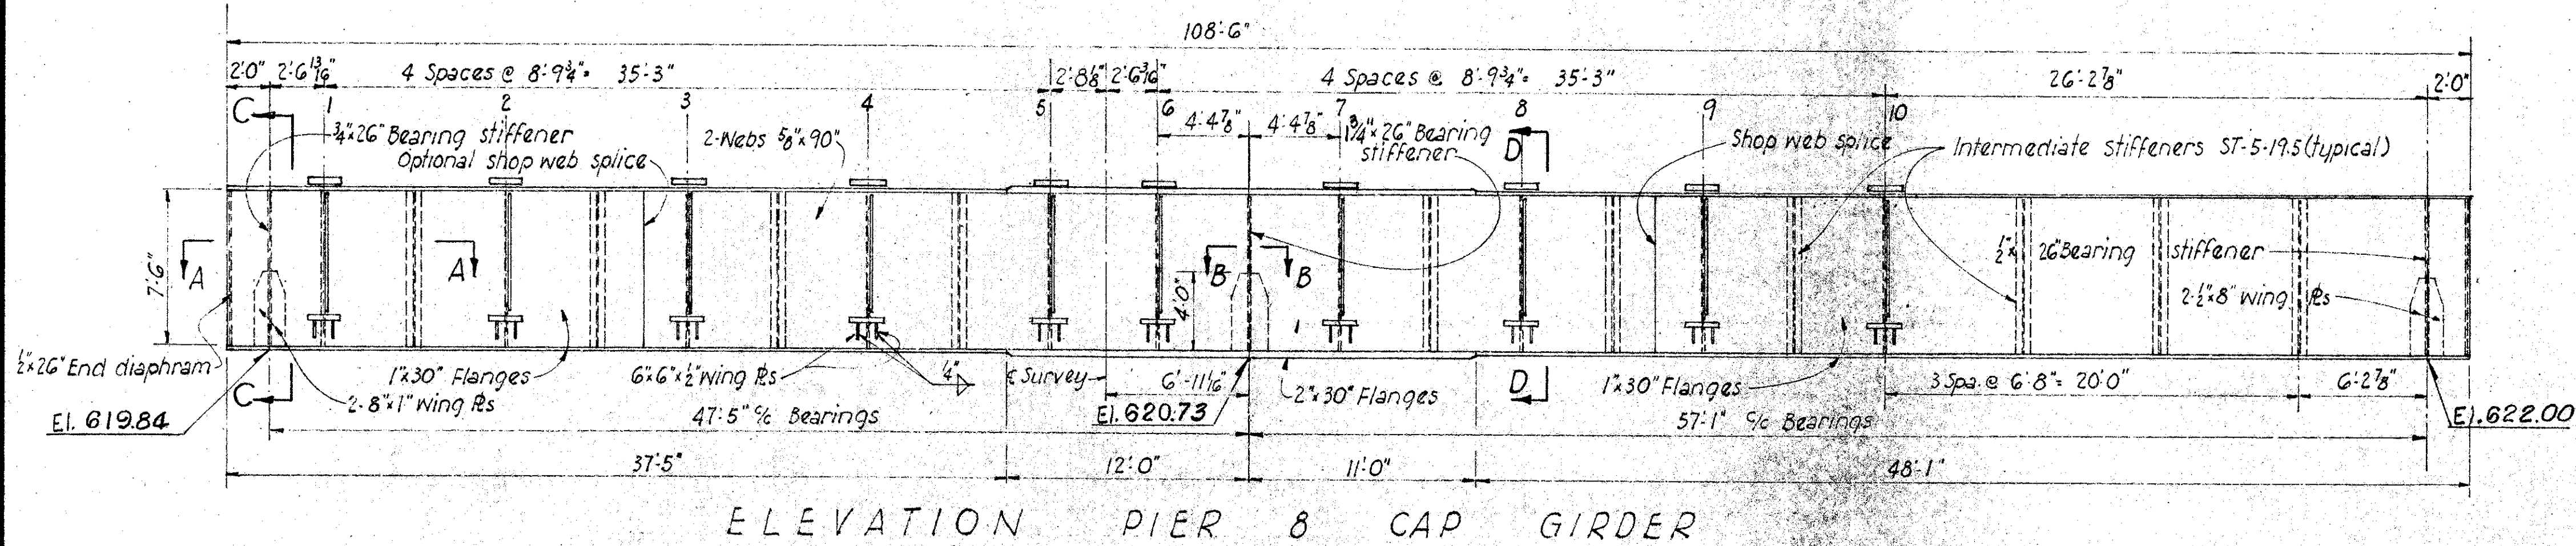 108'-6"
2'-0" 2'-6 13/16" 4 Spaces @ 8'-9 3/4" = 35'-3" 2'-8 1/8" 2'-6 3/16" 4 Spaces @ 8'-9 3/4" = 35'-3" 26'-2 7/8" 2'-0"
1 2 3 4 5 6 7 8 9 10
C 4'-4 7/8" 4'-4 7/8"
3/4"x26" Bearing stiffener
Optional shop web splice
2-Webs 5/8"x90"
1 3/4"x26" Bearing
stiffener
D
Shop web splice
Intermediate stiffeners ST-5-19.5 (typical)
7'-6"
A A B B
4'-0"
1/2"x 26" Bearing stiffener
2-1/2"x8" wing PLs
1/2"x26" End diaphram
C
1"x30" Flanges
2-8"x1" wing PLs
6"x6"x1/2" wing PLs
1/4"
℄ Survey
6'-11 1/16"
2"x30" Flanges
D
1"x30" Flanges
3 Spa. @ 6'-8" = 20'-0"
6'-2 7/8"
El. 619.84
47'-5" c/c Bearings
El. 620.73
57'-1" c/c Bearings
El. 622.00
37'-5" 12'-0" 11'-0" 48'-1"
ELEVATION PIER 8 CAP GIRDER